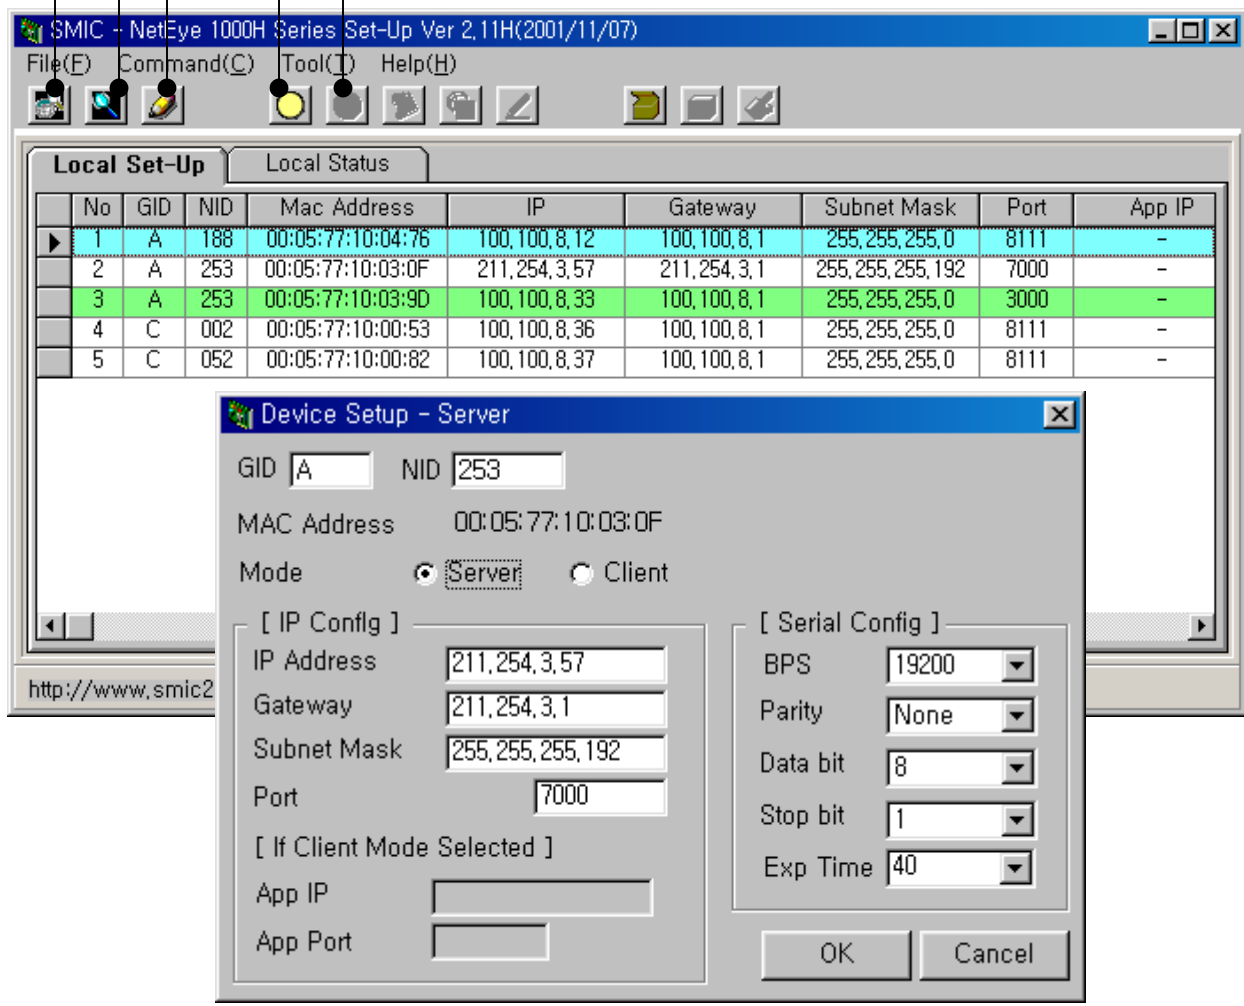 SMIC - NetEye 1000H Series Set-Up Ver 2,11H(2001/11/07)
File(F) Command(C) Tool(T) Help(H)
Local Set-Up Local Status
No GID NID Mac Address IP Gateway Subnet Mask Port App IP
1 A 188 00:05:77:10:04:76 100,100,8,12 100,100,8,1 255,255,255,0 8111 -
2 A 253 00:05:77:10:03:0F 211,254,3,57 211,254,3,1 255,255,255,192 7000 -
3 A 253 00:05:77:10:03:9D 100,100,8,33 100,100,8,1 255,255,255,0 3000 -
4 C 002 00:05:77:10:00:53 100,100,8,36 100,100,8,1 255,255,255,0 8111 -
5 C 052 00:05:77:10:00:82 100,100,8,37 100,100,8,1 255,255,255,0 8111 -
http://www,smic2
Device Setup - Server
GID A NID 253
MAC Address 00:05:77:10:03:0F
Mode Server Client
[ IP Config ]
IP Address 211,254,3,57
Gateway 211,254,3,1
Subnet Mask 255,255,255,192
Port 7000
[ If Client Mode Selected ]
App IP
App Port
[ Serial Config ]
BPS 19200
Parity None
Data bit 8
Stop bit 1
Exp Time 40
OK Cancel